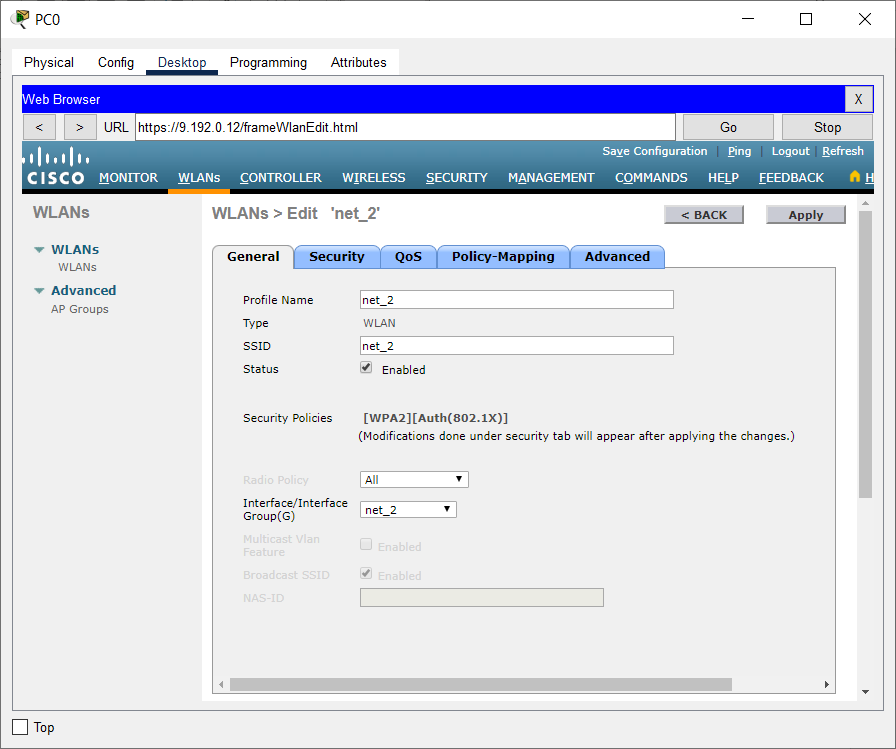 PC0
Physical Config Desktop Programming Attributes
Web Browser X
< > URL https://9.192.0.12/frameWlanEdit.html Go Stop
Save Configuration | Ping | Logout | Refresh
CISCO MONITOR WLANs CONTROLLER WIRELESS SECURITY MANAGEMENT COMMANDS HELP FEEDBACK H
WLANs
WLANs
WLANs
Advanced
AP Groups
WLANs > Edit 'net_2' < BACK Apply
General Security QoS Policy-Mapping Advanced
Profile Name net_2
Type WLAN
SSID net_2
Status Enabled
Security Policies [WPA2][Auth(802.1X)]
(Modifications done under security tab will appear after applying the changes.)
Radio Policy All
Interface/Interface
Group(G) net_2
Multicast Vlan
Feature Enabled
Broadcast SSID Enabled
NAS-ID
Top